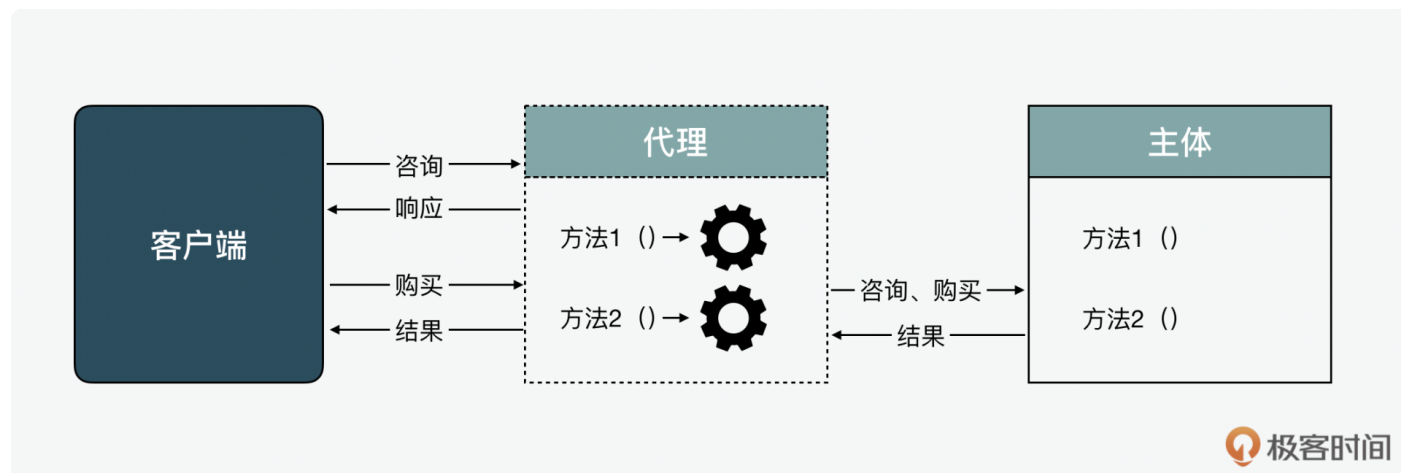 客户端
咨询
响应
购买
结果
代理
方法1（）
方法2（）
咨询、购买
结果
主体
方法1（）
方法2（）
极客时间